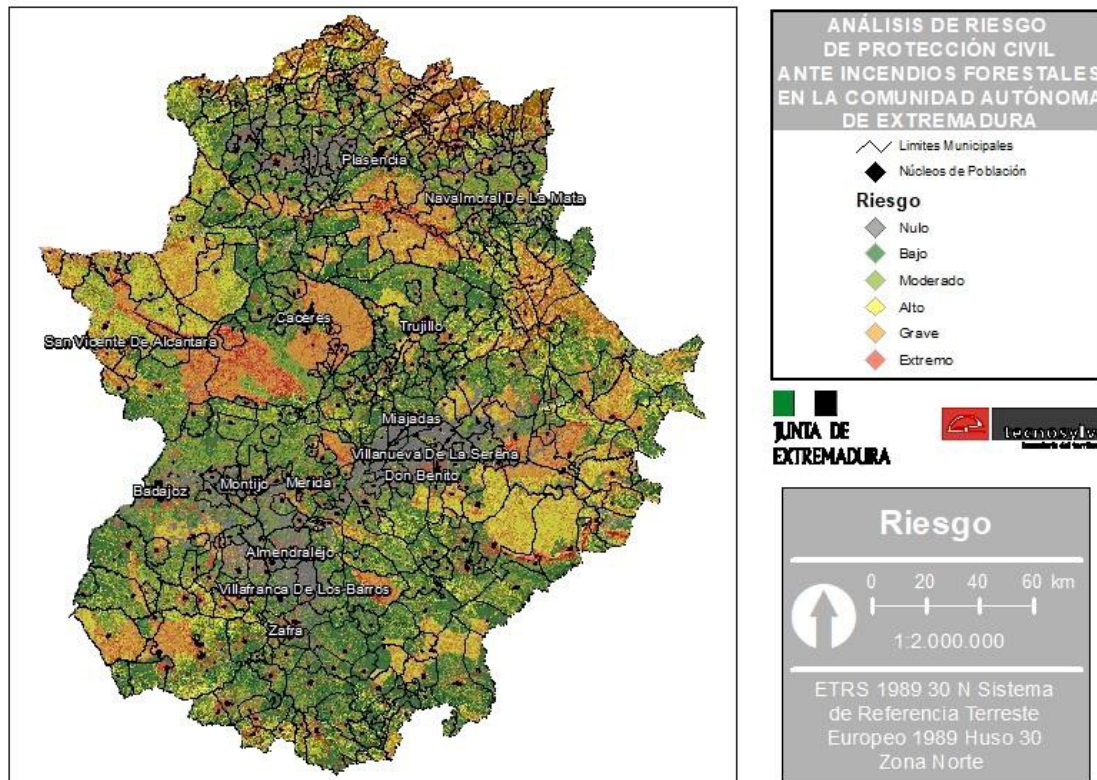 ANÁLISIS DE RIESGO
DE PROTECCIÓN CIVIL
ANTE INCENDIOS FORESTALES
EN LA COMUNIDAD AUTÓNOMA
DE EXTREMADURA
Limites Municipales
Núcleos de Población
Riesgo
Nulo
Bajo
Moderado
Alto
Grave
Extremo
JUNTA DE
EXTREMADURA
tecnosylva
Riesgo
0 20 40 60 km
1:2.000.000
ETRS 1989 30 N Sistema
de Referencia Terreste
Europeo 1989 Huso 30
Zona Norte
Plasencia
Navalmoral De La Mata
Caceres
Trujillo
San Vicente De Alcantara
Miajadas
Villanueva De La Serena
Don Benito
Badajoz
Montijo
Merida
Almendralejo
Villafranca De Los Barros
Zafra